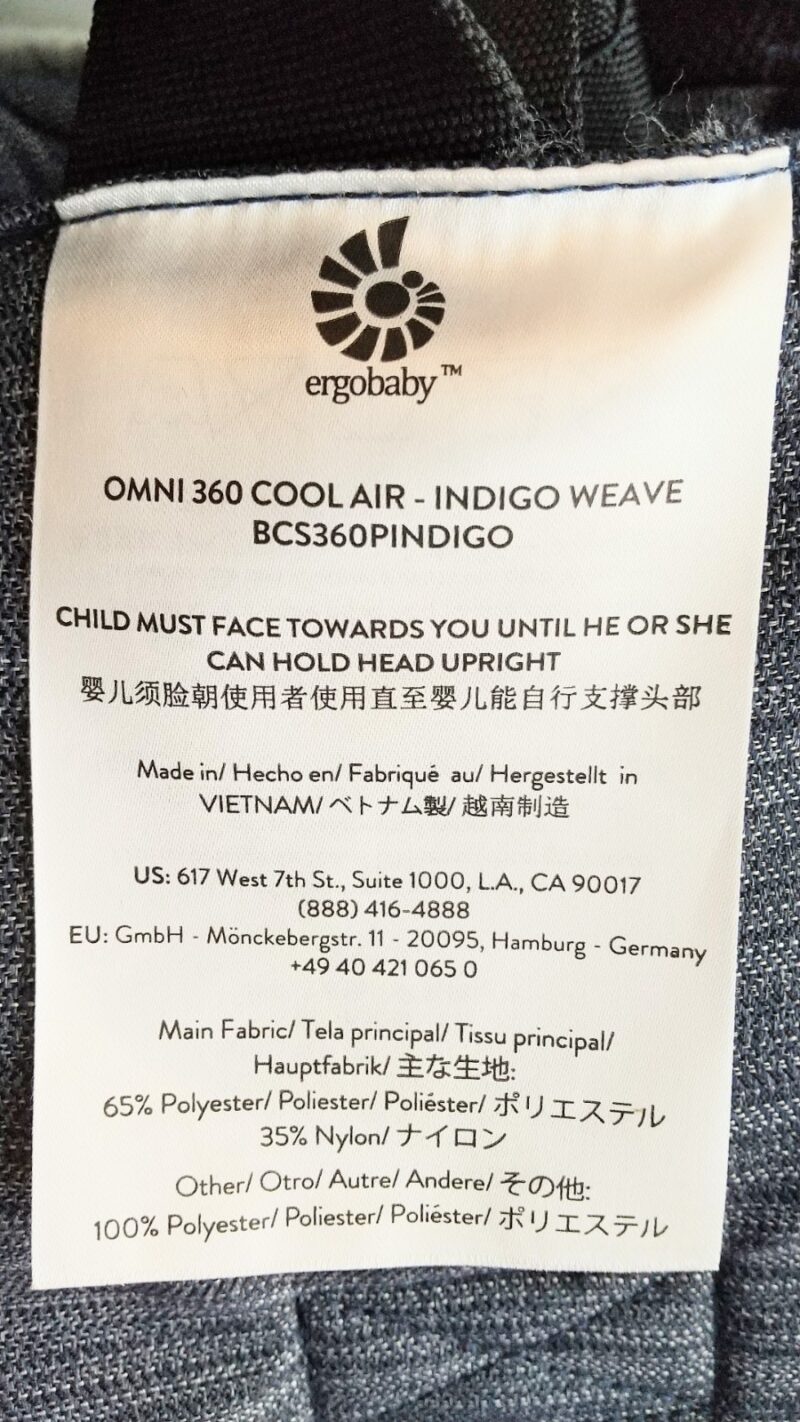 ergobaby™
OMNI 360 COOL AIR - INDIGO WEAVE
BCS360PINDIGO
CHILD MUST FACE TOWARDS YOU UNTIL HE OR SHE
CAN HOLD HEAD UPRIGHT
婴儿须脸朝使用者使用直至婴儿能自行支撑头部
Made in/ Hecho en/ Fabriqué au/ Hergestellt in
VIETNAM/ ベトナム製/ 越南制造
US: 617 West 7th St., Suite 1000, L.A., CA 90017
(888) 416-4888
EU: GmbH - Mönckebergstr. 11 - 20095, Hamburg - Germany
+49 40 421 065 0
Main Fabric/ Tela principal/ Tissu principal/
Hauptfabrik/ 主な生地:
65% Polyester/ Poliester/ Poliéster/ ポリエステル
35% Nylon/ ナイロン
Other/ Otro/ Autre/ Andere/ その他:
100% Polyester/ Poliester/ Poliéster/ ポリエステル